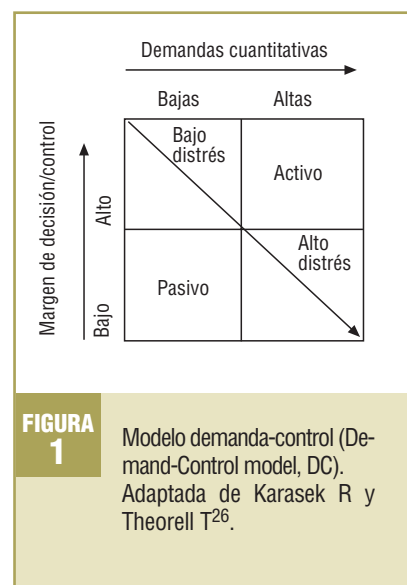 Demandas cuantitativas
Bajas Altas
Margen de decisión/control
Alto
Bajo
Bajo
distrés
Activo
Pasivo
Alto
distrés
FIGURA
1
Modelo demanda-control (De-
mand-Control model, DC).
Adaptada de Karasek R y
Theorell T26.